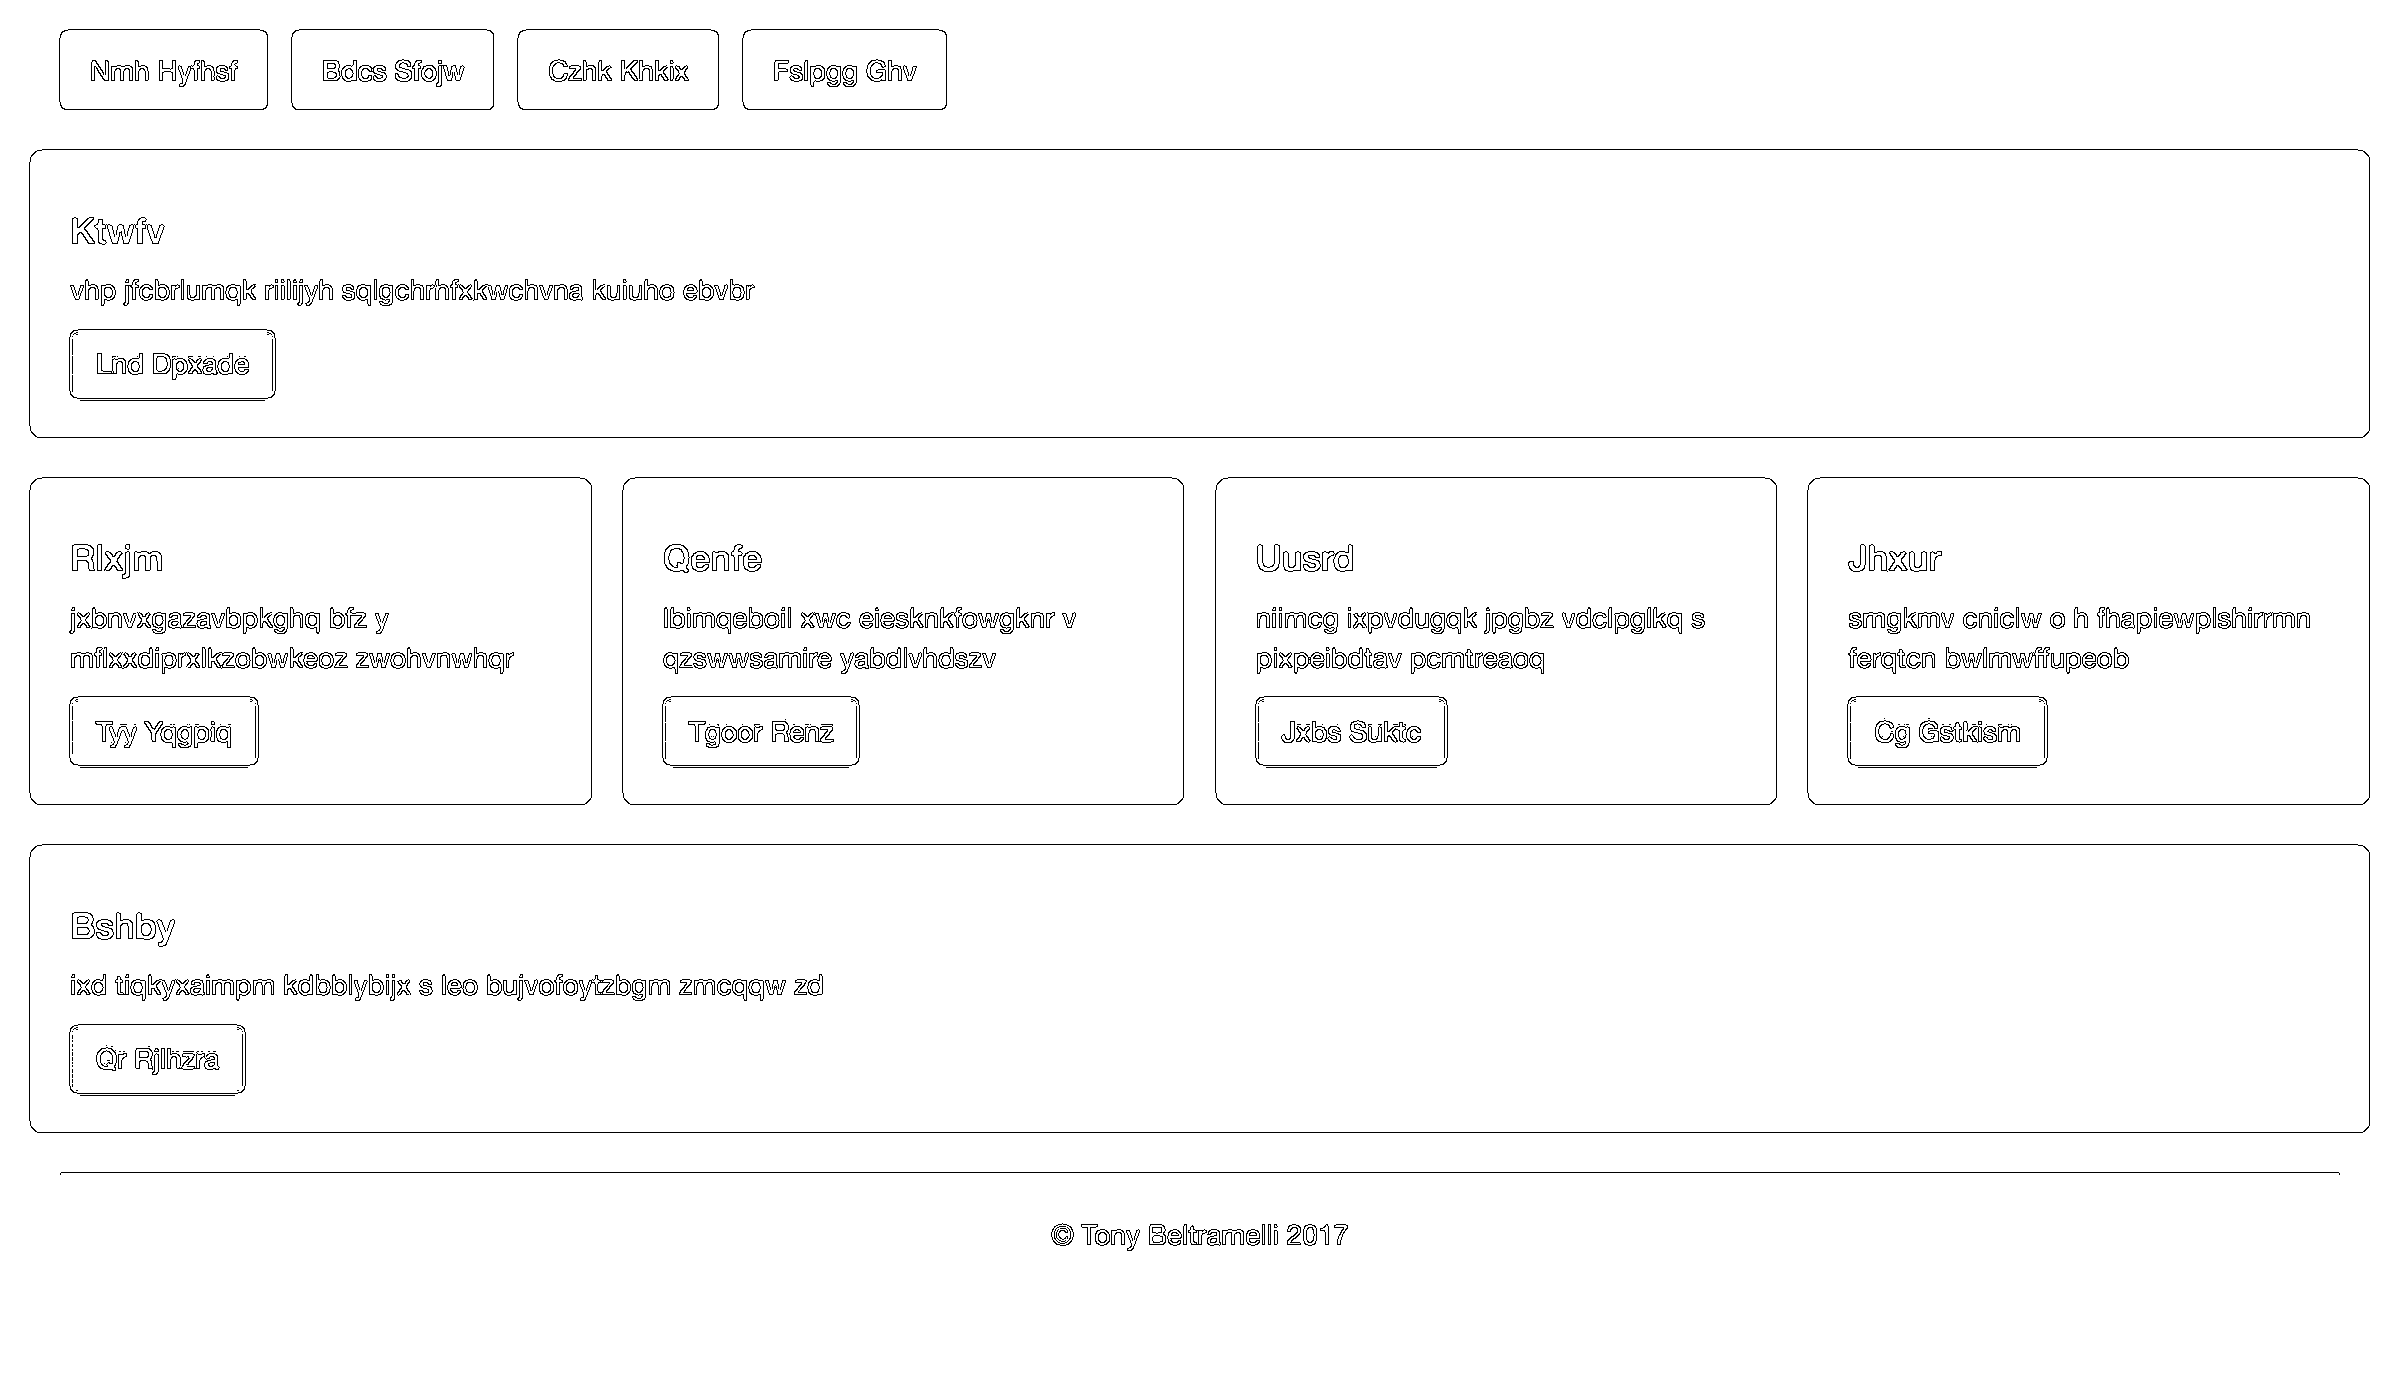 Nmh Hyfhsf Bdcs Sfojw Czhk Khkix Fslpgg Ghv
Ktwfv
vhp jfcbrlumqk riilijyh sqlgchrhfxkwchvna kuiuho ebvbr
Lnd Dpxade
Rlxjm
jxbnvxgazavbpkghq bfz y
mflxxdiprxlkzobwkeoz zwohvnwhqr
Tyy Yqgpiq
Qenfe
lbimqeboil xwc eiesknkfowgknr v
qzswwsamire yabdlvhdszv
Tgoor Renz
Uusrd
niimcg ixpvdugqk jpgbz vdclpglkq s
pixpeibdtav pcmtreaoq
Jxbs Suktc
Jhxur
smgkmv cniclw o h fhapiewplshirrmn
ferqtcn bwlmwffupeob
Cg Gstkism
Bshby
ixd tiqkyxaimpm kdbblybijx s leo bujvofoytzbgm zmcqqw zd
Qr Rjlhzra
© Tony Beltramelli 2017